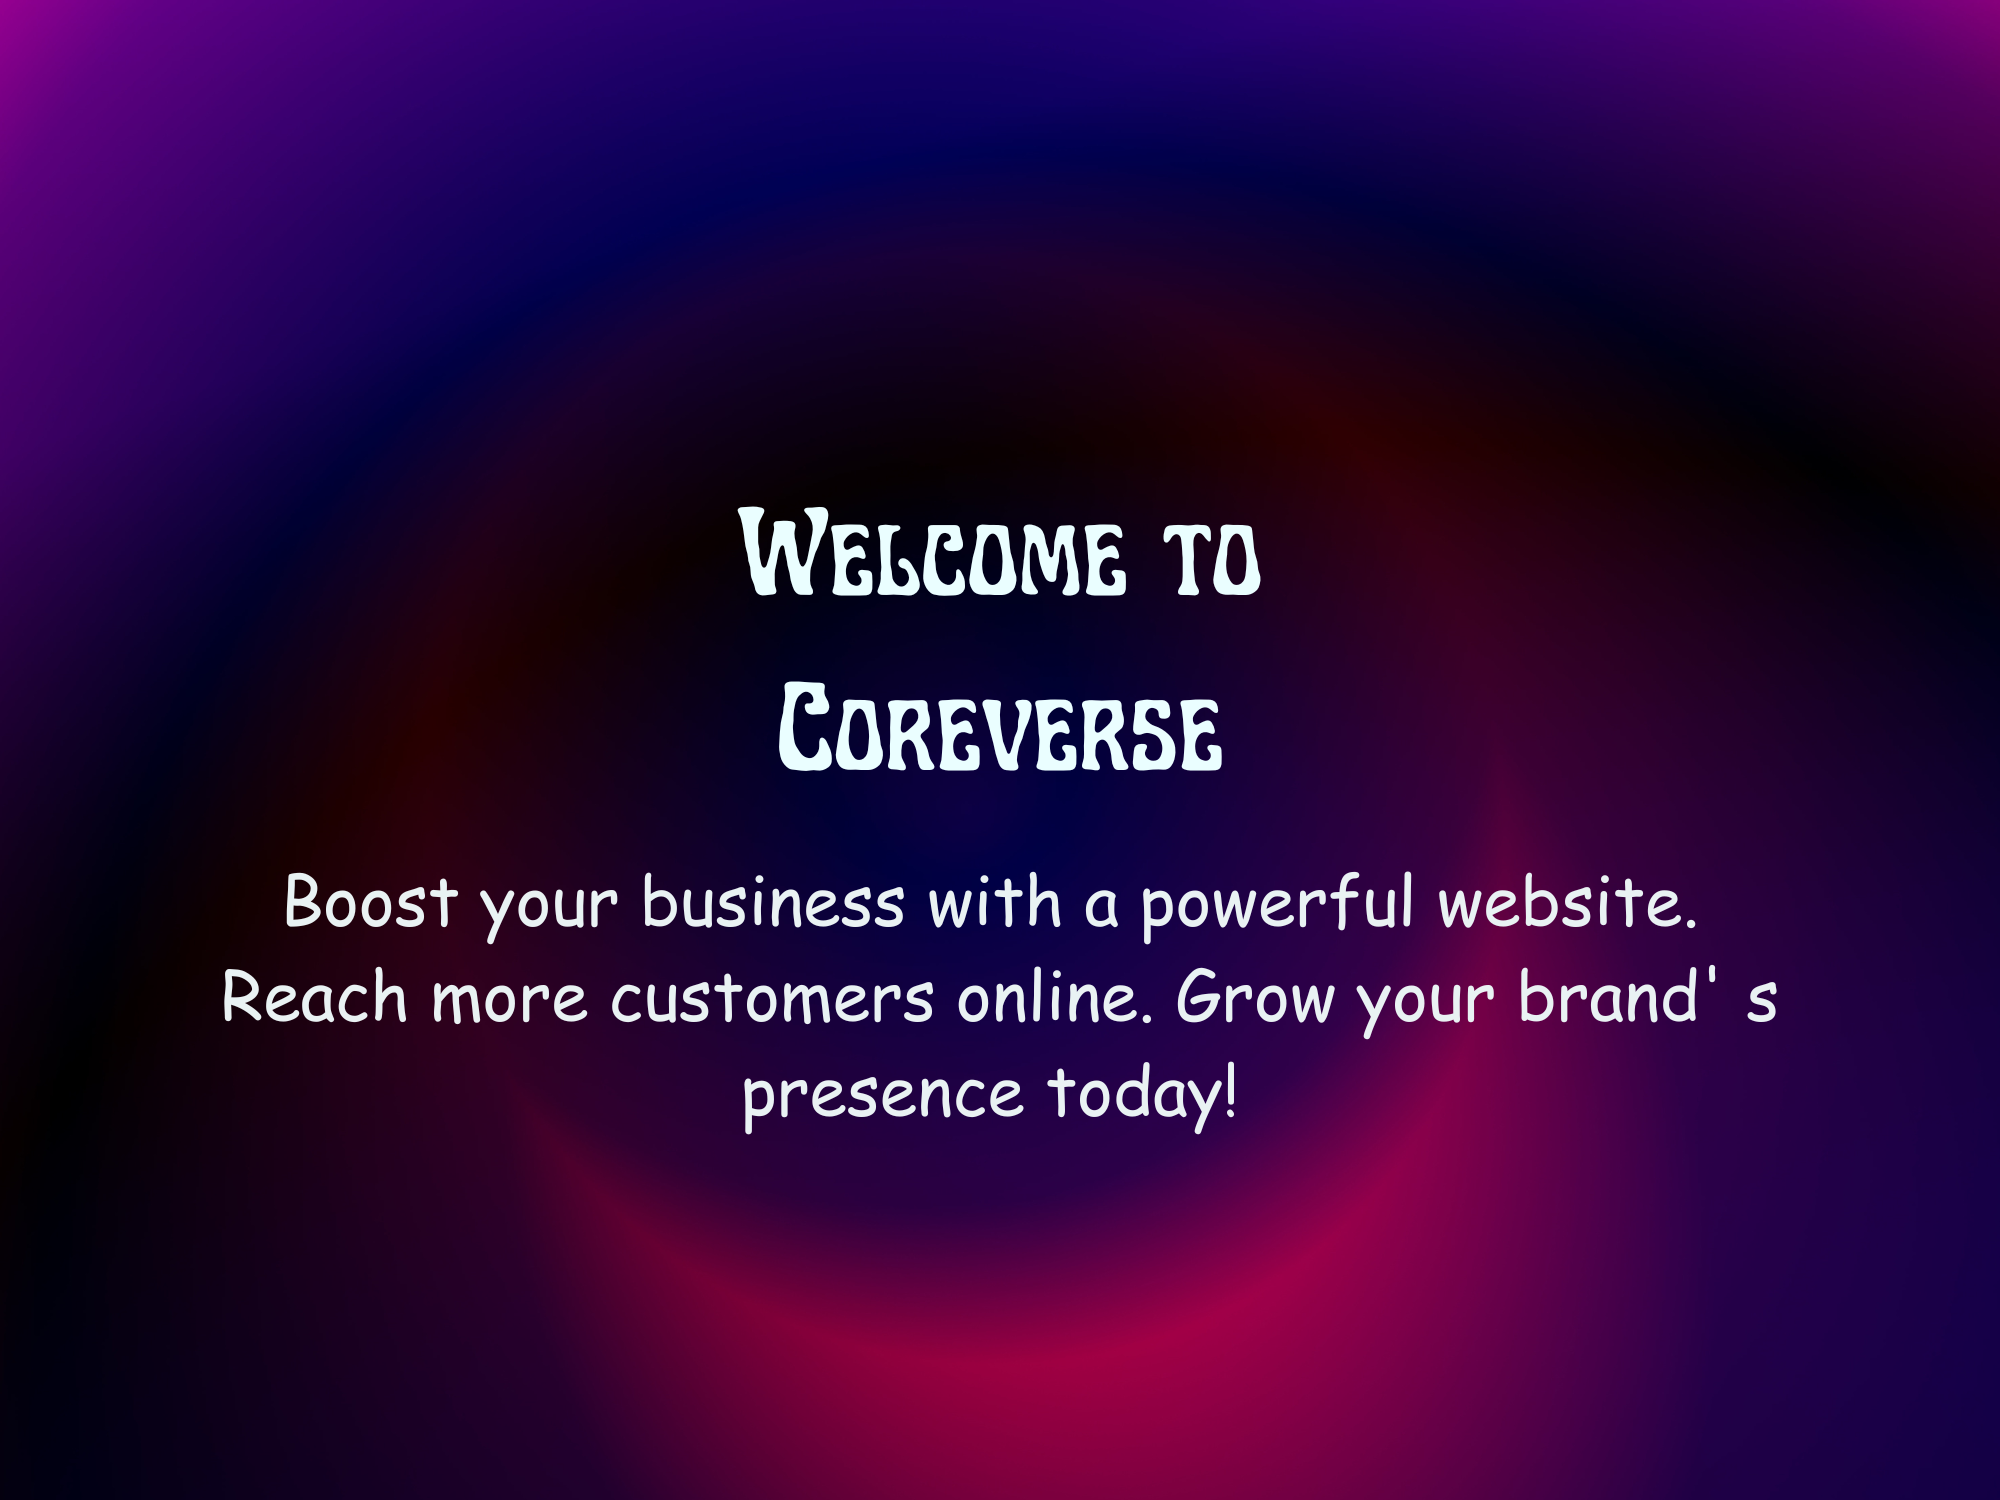 Welcome to
Coreverse
Boost your business with a powerful website.
Reach more customers online. Grow your brand' s
presence today!